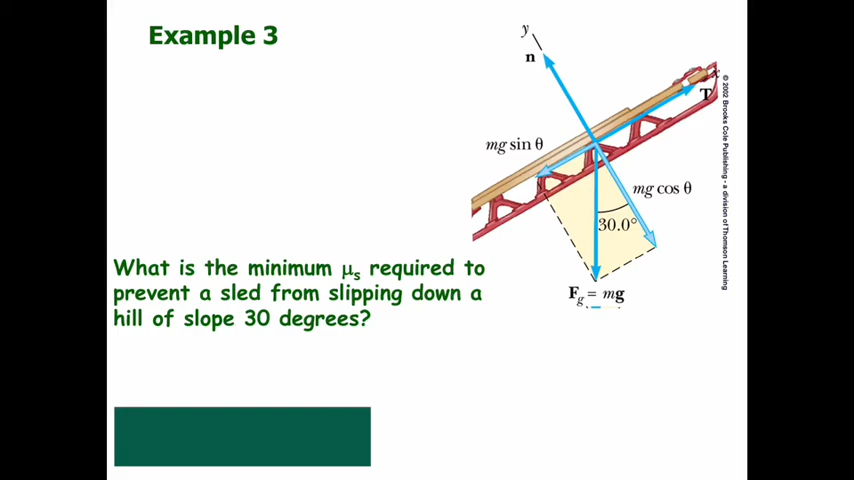 Example 3
y
n
x
T
mg sin θ
mg cos θ
30.0°
F_g = mg
What is the minimum μₛ required to
prevent a sled from slipping down a
hill of slope 30 degrees?
© 2002 Brooks Cole Publishing - a division of Thomson Learning